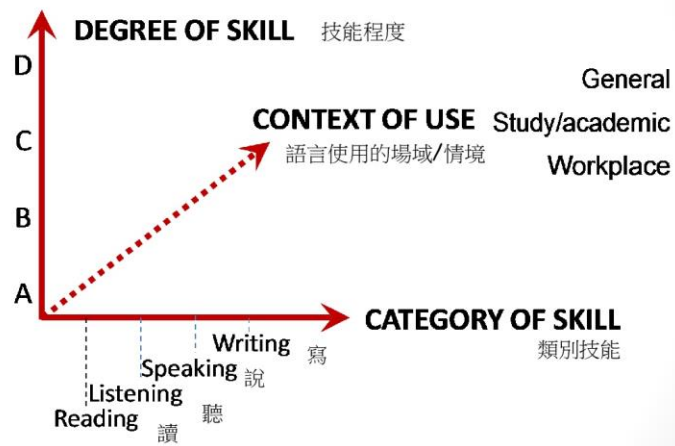 DEGREE OF SKILL 技能程度
D
C
B
A
CONTEXT OF USE
語言使用的場域/情境
General
Study/academic
Workplace
CATEGORY OF SKILL
類別技能
Writing 寫
Speaking 說
Listening 聽
Reading 讀